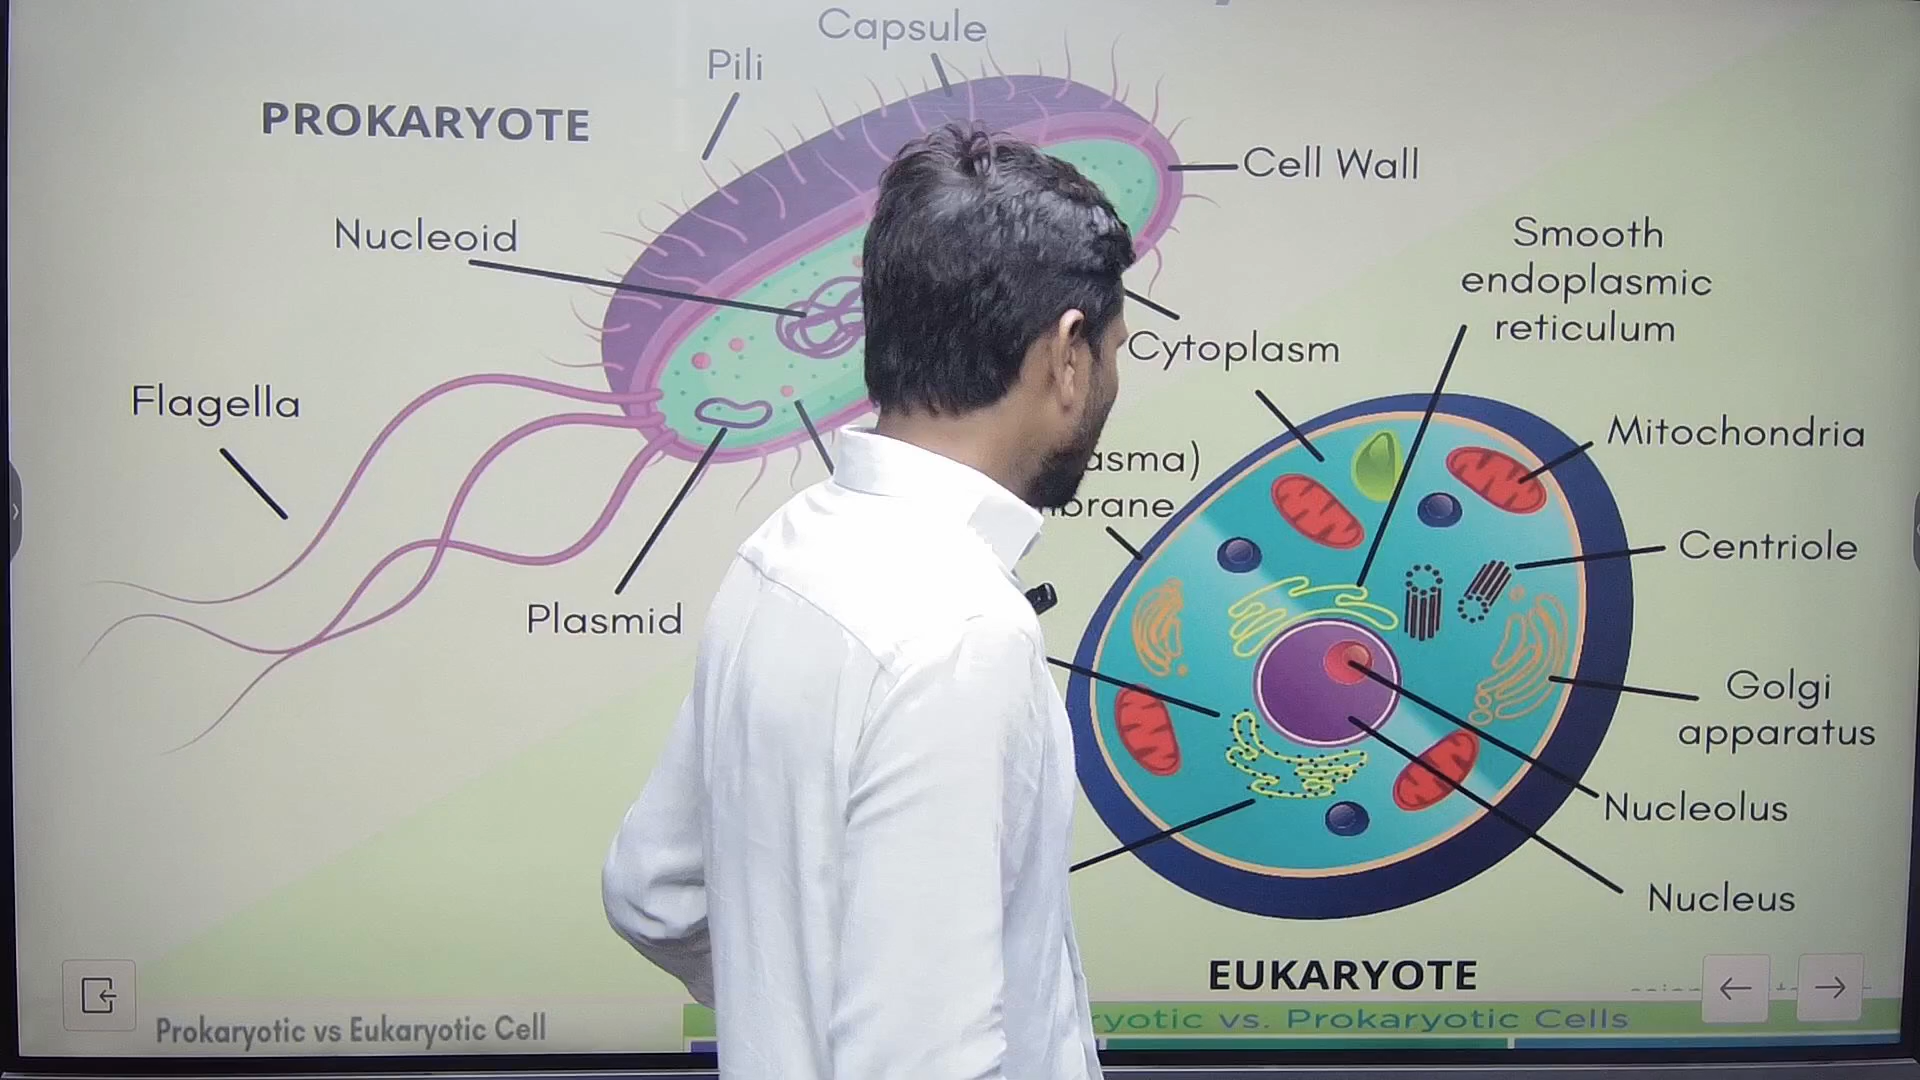 Capsule
Pili
PROKARYOTE
Cell Wall
Nucleoid
Smooth
endoplasmic
reticulum
Cytoplasm
Flagella
Mitochondria
asma)
brane
Centriole
Plasmid
Golgi
apparatus
Nucleolus
Nucleus
EUKARYOTE
Prokaryotic vs Eukaryotic Cell
ryotic vs. Prokaryotic Cells